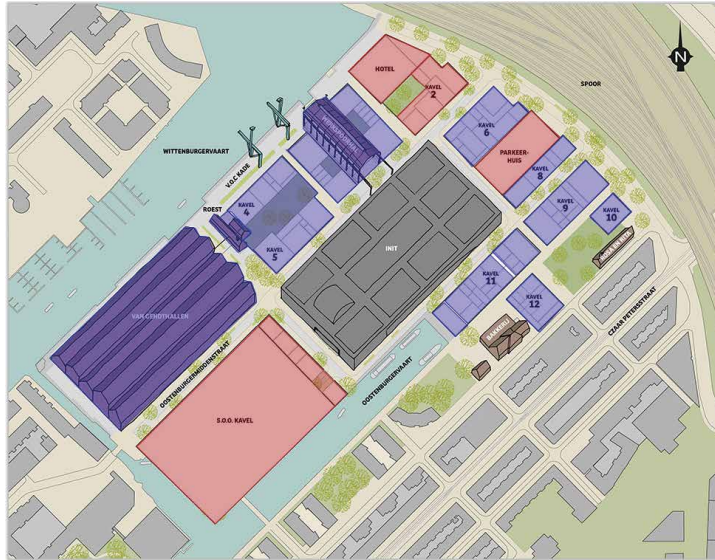 N
SPOOR
HOTEL
KAVEL
2
WITTENBURGERVAART
V.O.C KADE
KAVEL
6
PARKEER-
HUIS
KAVEL
8
KAVEL
9
KAVEL
10
ROEST
KAVEL
4
KAVEL
5
INIT
KAVEL
11
KAVEL
12
CZAAR PETERSTRAAT
VAN GENDTHALLEN
BAKKERIJ
OOSTENBURGERMIDDENSTRAAT
OOSTENBURGERVAART
S.O.O. KAVEL